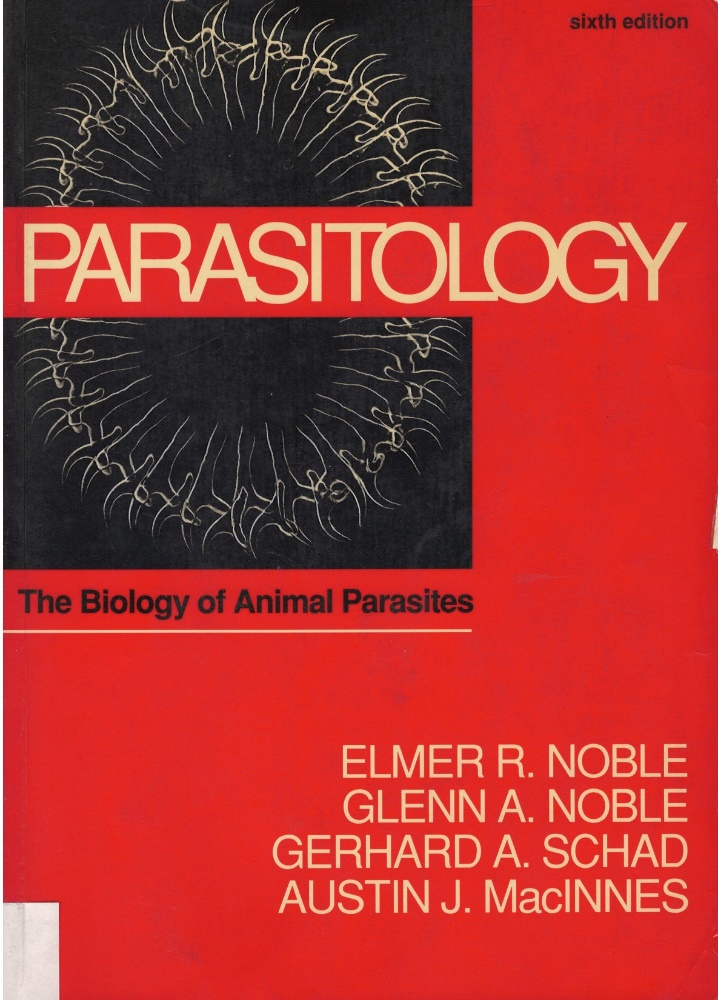 sixth edition
PARASITOLOGY
The Biology of Animal Parasites
ELMER R. NOBLE
GLENN A. NOBLE
GERHARD A. SCHAD
AUSTIN J. MacINNES